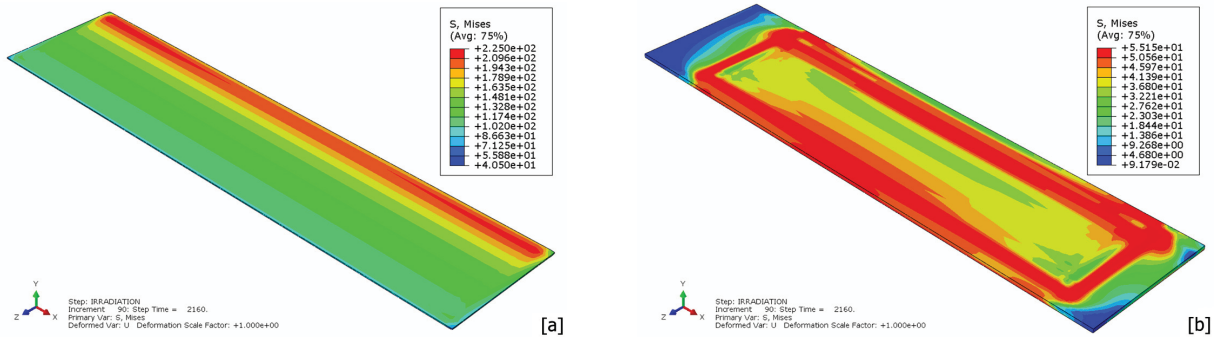 S, Mises
(Avg: 75%)
+2.250e+02
+2.096e+02
+1.943e+02
+1.789e+02
+1.635e+02
+1.481e+02
+1.328e+02
+1.174e+02
+1.020e+02
+8.663e+01
+7.125e+01
+5.588e+01
+4.050e+01
Y
Z
X
Step: IRRADIATION
Increment 90: Step Time = 2160.
Primary Var: S, Mises
Deformed Var: U Deformation Scale Factor: +1.000e+00
[a]
S, Mises
(Avg: 75%)
+5.515e+01
+5.056e+01
+4.597e+01
+4.139e+01
+3.680e+01
+3.221e+01
+2.762e+01
+2.303e+01
+1.844e+01
+1.386e+01
+9.268e+00
+4.680e+00
+9.179e-02
Y
Z
X
Step: IRRADIATION
Increment 90: Step Time = 2160.
Primary Var: S, Mises
Deformed Var: U Deformation Scale Factor: +1.000e+00
[b]